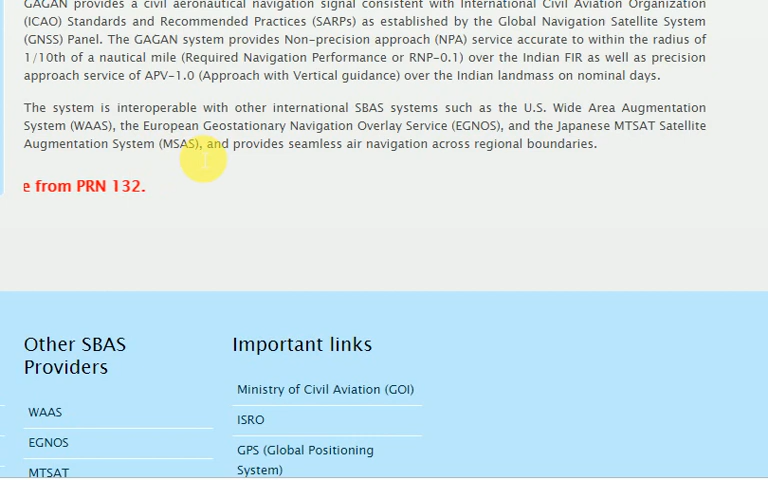 GAGAN provides a civil aeronautical navigation signal consistent with International Civil Aviation Organization
(ICAO) Standards and Recommended Practices (SARPs) as established by the Global Navigation Satellite System
(GNSS) Panel. The GAGAN system provides Non-precision approach (NPA) service accurate to within the radius of
1/10th of a nautical mile (Required Navigation Performance or RNP-0.1) over the Indian FIR as well as precision
approach service of APV-1.0 (Approach with Vertical guidance) over the Indian landmass on nominal days.
The system is interoperable with other international SBAS systems such as the U.S. Wide Area Augmentation
System (WAAS), the European Geostationary Navigation Overlay Service (EGNOS), and the Japanese MTSAT Satellite
Augmentation System (MSAS), and provides seamless air navigation across regional boundaries.
e from PRN 132.
Other SBAS
Providers
WAAS
EGNOS
MTSAT
Important links
Ministry of Civil Aviation (GOI)
ISRO
GPS (Global Positioning
System)